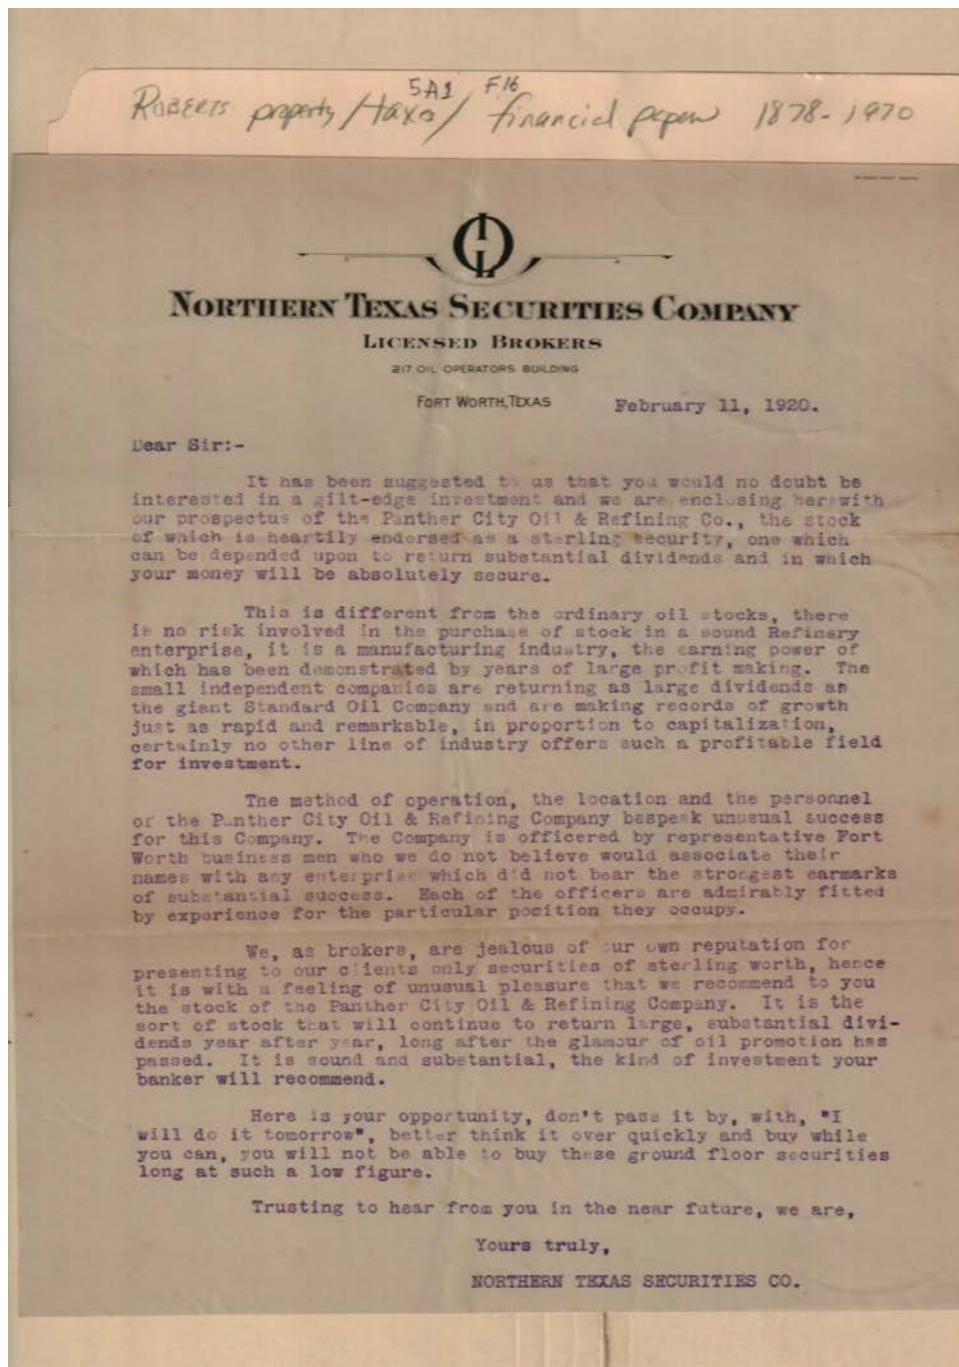 5A1 F16
ROBERTS property/taxo/ financial papers 1878-1970
NORTHERN TEXAS SECURITIES COMPANY
LICENSED BROKERS
217 OIL OPERATORS BUILDING
FORT WORTH, TEXAS February 11, 1920.
Dear Sir:-
It has been suggested to us that you would no doubt be
interested in a gilt-edge investment and we are enclosing herewith
our prospectus of the Panther City Oil & Refining Co., the stock
of which is heartily endorsed as a sterling security, one which
can be depended upon to return substantial dividends and in which
your money will be absolutely secure.
This is different from the ordinary oil stocks, there
is no risk involved in the purchase of stock in a sound Refinery
enterprise, it is a manufacturing industry, the earning power of
which has been demonstrated by years of large profit making. The
small independent companies are returning as large dividends as
the giant Standard Oil Company and are making records of growth
just as rapid and remarkable, in proportion to capitalization,
certainly no other line of industry offers such a profitable field
for investment.
The method of operation, the location and the personnel
of the Panther City Oil & Refining Company bespeak unusual success
for this Company. The Company is officered by representative Fort
Worth business men who we do not believe would associate their
names with any enterprise which did not bear the strongest earmarks
of substantial success. Each of the officers are admirably fitted
by experience for the particular position they occupy.
We, as brokers, are jealous of our own reputation for
presenting to our clients only securities of sterling worth, hence
it is with a feeling of unusual pleasure that we recommend to you
the stock of the Panther City Oil & Refining Company. It is the
sort of stock that will continue to return large, substantial divi-
dends year after year, long after the glamour of oil promotion has
passed. It is sound and substantial, the kind of investment your
banker will recommend.
Here is your opportunity, don't pass it by, with, "I
will do it tomorrow", better think it over quickly and buy while
you can, you will not be able to buy these ground floor securities
long at such a low figure.
Trusting to hear from you in the near future, we are,
Yours truly,
NORTHERN TEXAS SECURITIES CO.